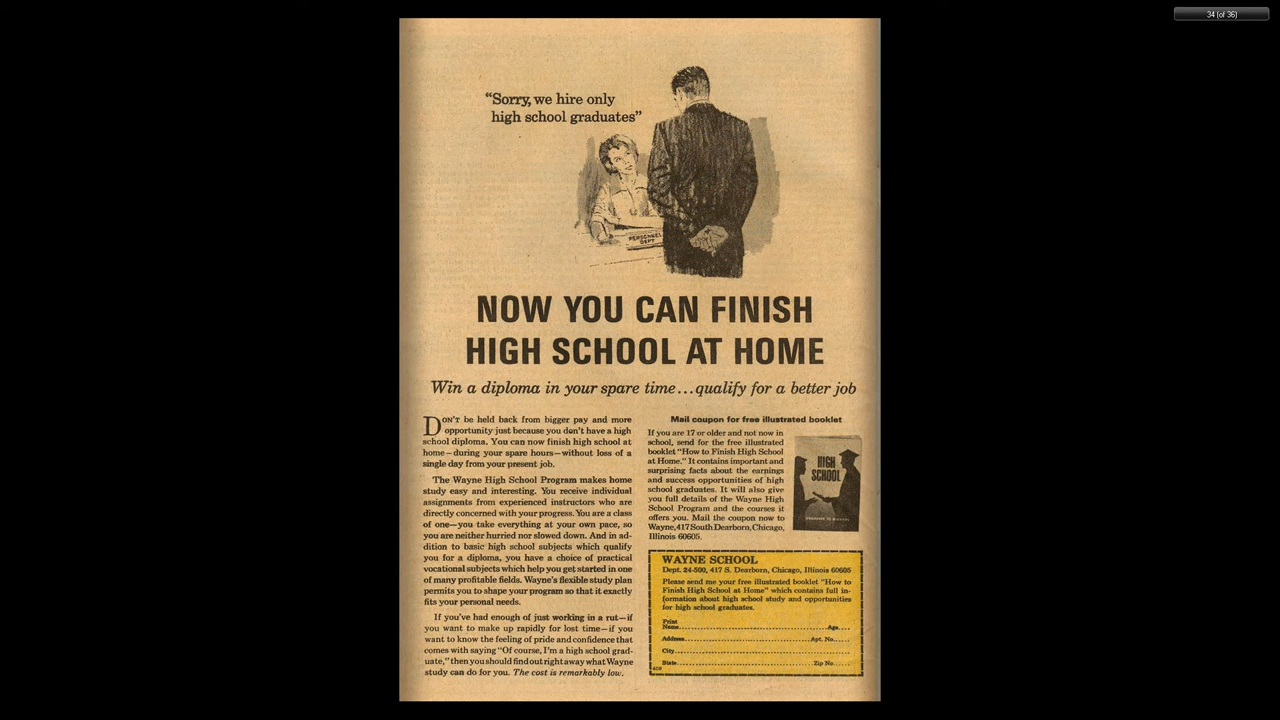 34 (of 36)
“Sorry, we hire only
high school graduates”
PERSONNEL
DEPT
NOW YOU CAN FINISH
HIGH SCHOOL AT HOME
Win a diploma in your spare time...qualify for a better job
DON'T be held back from bigger pay and more
opportunity just because you don't have a high
school diploma. You can now finish high school at
home—during your spare hours—without loss of a
single day from your present job.
The Wayne High School Program makes home
study easy and interesting. You receive individual
assignments from experienced instructors who are
directly concerned with your progress. You are a class
of one—you take everything at your own pace, so
you are neither hurried nor slowed down. And in ad-
dition to basic high school subjects which qualify
you for a diploma, you have a choice of practical
vocational subjects which help you get started in one
of many profitable fields. Wayne's flexible study plan
permits you to shape your program so that it exactly
fits your personal needs.
If you've had enough of just working in a rut—if
you want to make up rapidly for lost time—if you
want to know the feeling of pride and confidence that
comes with saying “Of course, I'm a high school grad-
uate,” then you should find out right away what Wayne
study can do for you. The cost is remarkably low.
Mail coupon for free illustrated booklet
If you are 17 or older and not now in
school, send for the free illustrated
booklet “How to Finish High School
at Home.” It contains important and
surprising facts about the earnings
and success opportunities of high
school graduates. It will also give
you full details of the Wayne High
School Program and the courses it
offers you. Mail the coupon now to
Wayne, 417 South Dearborn, Chicago,
Illinois 60605.
HIGH
SCHOOL
WAYNE SCHOOL
Dept. 24-500, 417 S. Dearborn, Chicago, Illinois 60605
Please send me your free illustrated booklet “How to
Finish High School at Home” which contains full in-
formation about high school study and opportunities
for high school graduates.
Print
Name Age
Address Apt. No.
City
State Zip No.